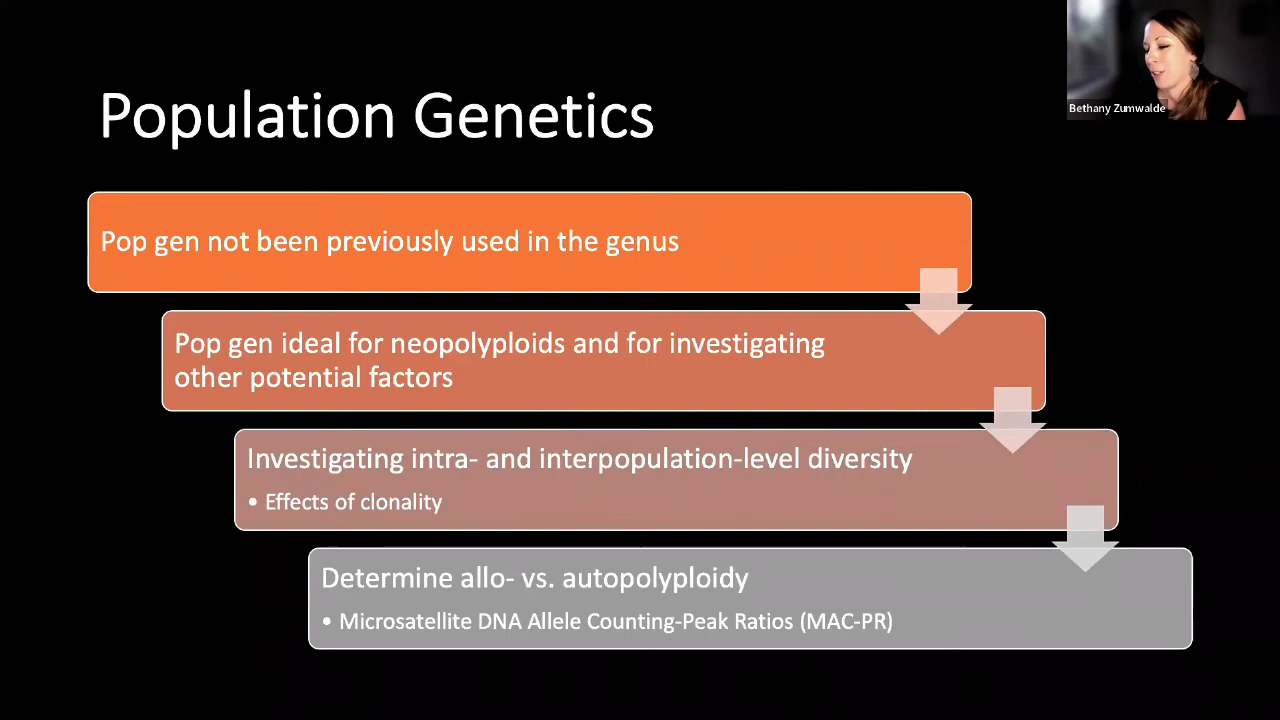 Bethany Zumwalde
Population Genetics
Pop gen not been previously used in the genus
Pop gen ideal for neopolyploids and for investigating
other potential factors
Investigating intra- and interpopulation-level diversity
• Effects of clonality
Determine allo- vs. autopolyploidy
• Microsatellite DNA Allele Counting-Peak Ratios (MAC-PR)